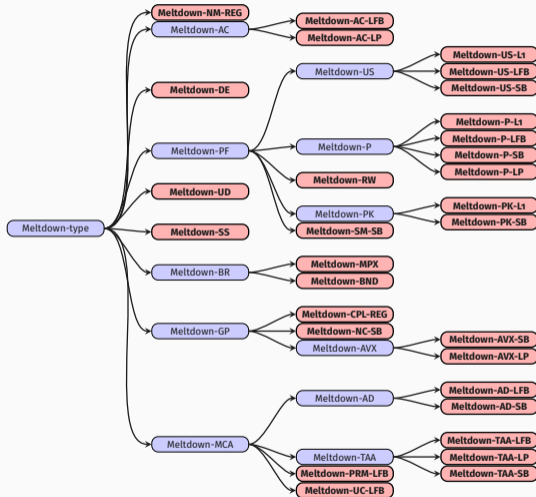 Meltdown-type
Meltdown-NM-REG
Meltdown-AC
Meltdown-AC-LFB
Meltdown-AC-LP
Meltdown-DE
Meltdown-PF
Meltdown-US
Meltdown-US-L1
Meltdown-US-LFB
Meltdown-US-SB
Meltdown-P
Meltdown-P-L1
Meltdown-P-LFB
Meltdown-P-SB
Meltdown-P-LP
Meltdown-RW
Meltdown-PK
Meltdown-PK-L1
Meltdown-PK-SB
Meltdown-SM-SB
Meltdown-UD
Meltdown-SS
Meltdown-BR
Meltdown-MPX
Meltdown-BND
Meltdown-GP
Meltdown-CPL-REG
Meltdown-NC-SB
Meltdown-AVX
Meltdown-AVX-SB
Meltdown-AVX-LP
Meltdown-MCA
Meltdown-AD
Meltdown-AD-LFB
Meltdown-AD-SB
Meltdown-TAA
Meltdown-TAA-LFB
Meltdown-TAA-LP
Meltdown-TAA-SB
Meltdown-PRM-LFB
Meltdown-UC-LFB